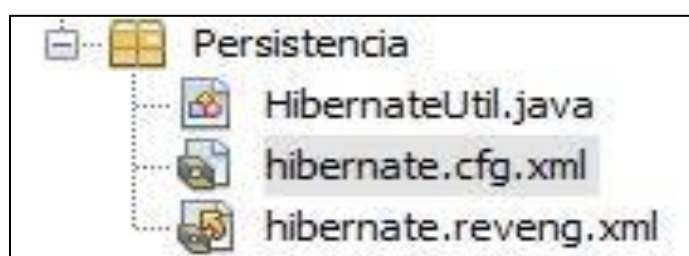 Persistencia
HibernateUtil.java
hibernate.cfg.xml
hibernate.reveng.xml